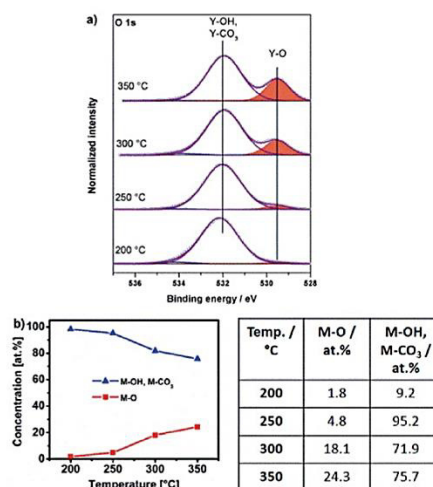 a)
O 1s
Y-OH,
Y-CO3
Y-O
350 °C
300 °C
250 °C
200 °C
Normalized intensity
536 534 532 530 528
Binding energy / eV
b)
100
80
60
40
20
0
Concentration [at.%]
M-OH, M-CO3
M-O
200 250 300 350
Temperature [°C]
Temp. / °C M-O / at.% M-OH, M-CO3 / at.%
200 1.8 9.2
250 4.8 95.2
300 18.1 71.9
350 24.3 75.7